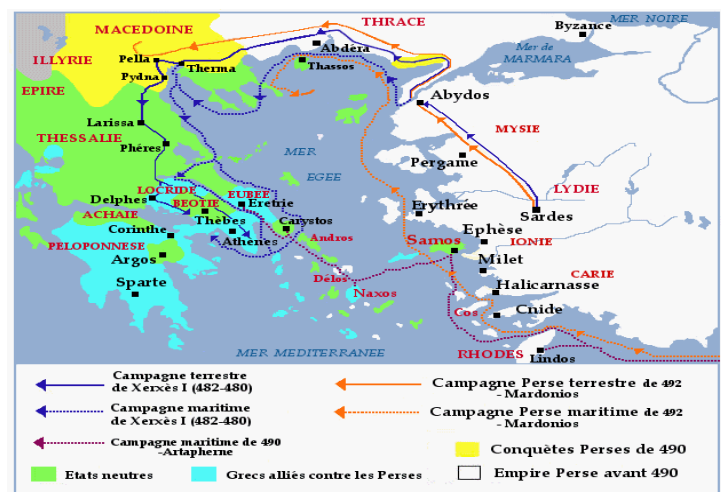 MER NOIRE
THRACE
MACEDOINE
Byzance
Abdéra
Mer de
MARMARA
ILLYRIE
Pella
Therma
Thassos
Pydna
EPIRE
Abydos
Larissa
MYSIE
THESSALIE
Phéres
MER
EGEE
Pergame
LOCRIDE
EUBEE
LYDIE
Delphes
BEOTIE
Erétrie
Erythrée
Sardes
ACHAIE
Thèbes
Carystos
Ephèse
Corinthe
Athènes
Andros
Samos
IONIE
PELOPONNESE
Argos
Milet
Délos
CARIE
Sparte
Naxos
Halicarnasse
Cos
Cnide
MER MEDITERRANEE
RHODES
Lindos
Campagne terrestre
de Xerxès I (482-480)
Campagne Perse terrestre de 492
- Mardonios
Campagne maritime
de Xerxès I (482-480)
Campagne Perse maritime de 492
- Mardonios
Campagne maritime de 490
-Artapherne
Conquètes Perses de 490
Etats neutres
Grecs alliés contre les Perses
Empire Perse avant 490